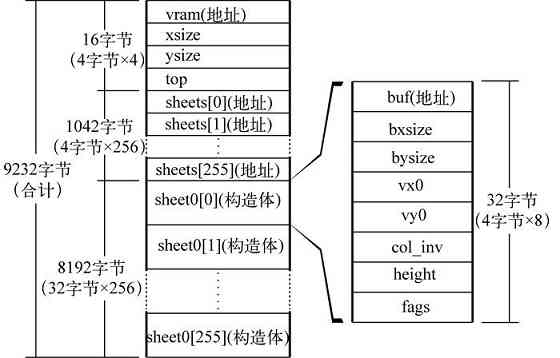 vram(地址)
16字节
(4字节×4)
xsize
ysize
top
sheets[0](地址)
1042字节
(4字节×256)
sheets[1](地址)
9232字节
(合计)
sheets[255](地址)
sheet0[0](构造体)
sheet0[1](构造体)
8192字节
(32字节×256)
sheet0[255](构造体)
buf(地址)
bxsize
bysize
vx0
vy0
col_inv
height
fags
32字节
(4字节×8)